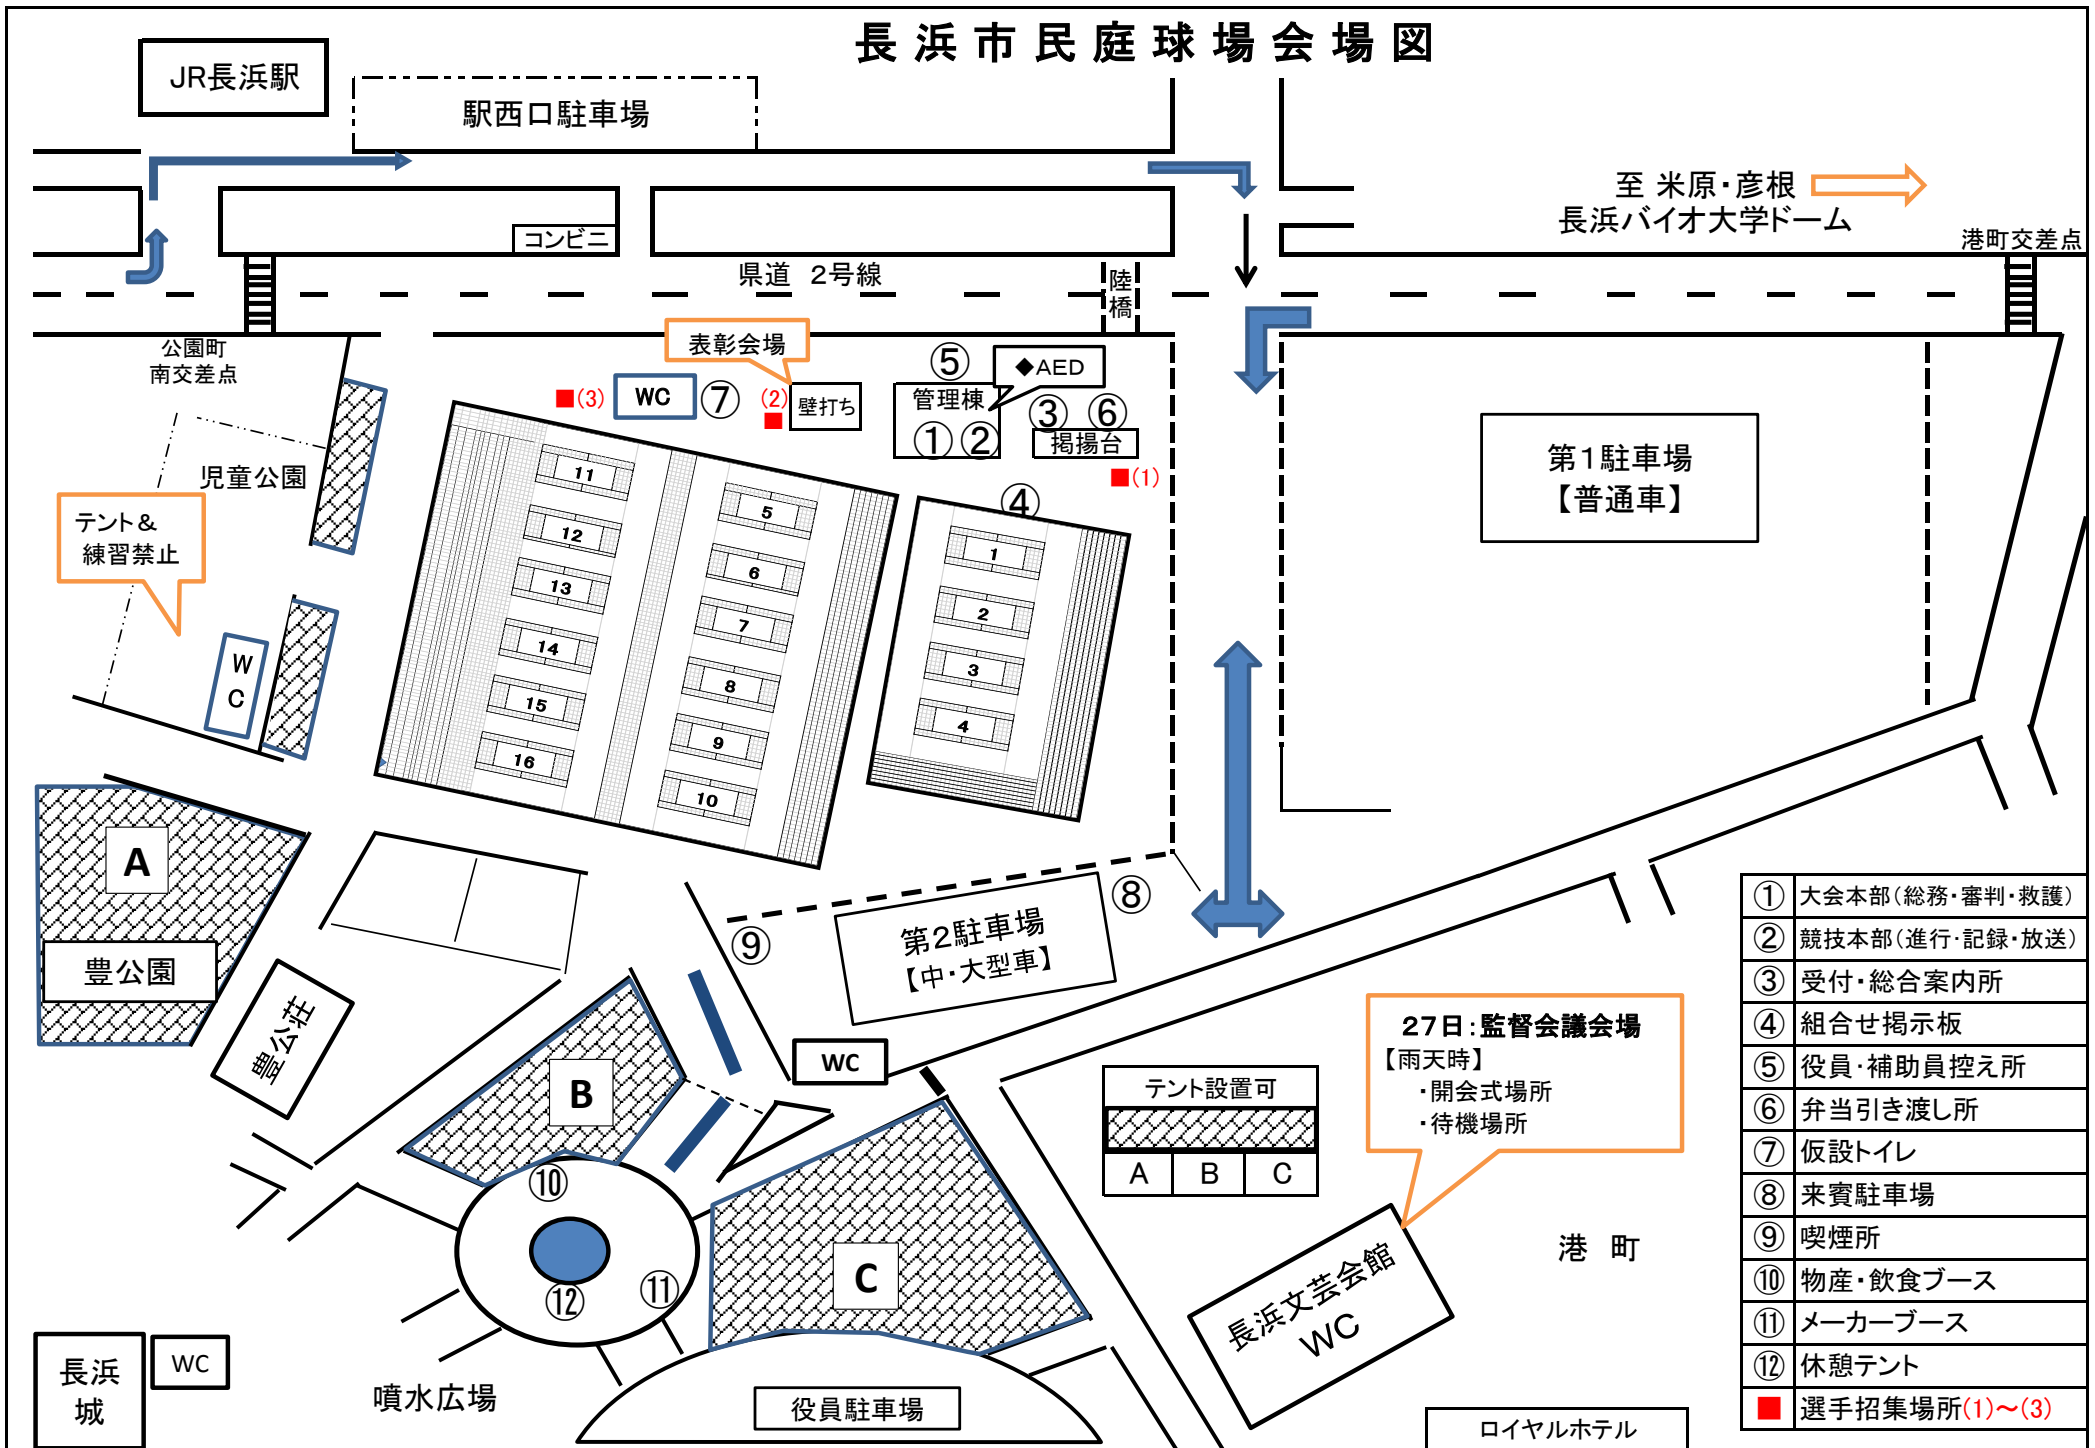 長浜市民庭球場会場図
JR長浜駅
駅西口駐車場
至 米原・彦根
長浜バイオ大学ドーム
港町交差点
コンビニ
県道 2号線
陸橋
公園町
南交差点
表彰会場
■(3)
WC
⑦
(2)
■
壁打ち
⑤
◆AED
管理棟
① ②
③ ⑥
掲揚台
■(1)
④
第1駐車場
【普通車】
児童公園
テント&
練習禁止
WC
11
12
13
14
15
16
5
6
7
8
9
10
1
2
3
4
A
豊公園
豊公荘
B
⑨
第2駐車場
【中・大型車】
⑧
WC
27日:監督会議会場
【雨天時】
・開会式場所
・待機場所
テント設置可
A B C
⑩
⑪
⑫
C
港 町
長浜文芸会館
WC
長浜
城
WC
噴水広場
役員駐車場
ロイヤルホテル
① 大会本部(総務・審判・救護)
② 競技本部(進行・記録・放送)
③ 受付・総合案内所
④ 組合せ掲示板
⑤ 役員・補助員控え所
⑥ 弁当引き渡し所
⑦ 仮設トイレ
⑧ 来賓駐車場
⑨ 喫煙所
⑩ 物産・飲食ブース
⑪ メーカーブース
⑫ 休憩テント
■ 選手招集場所(1)~(3)